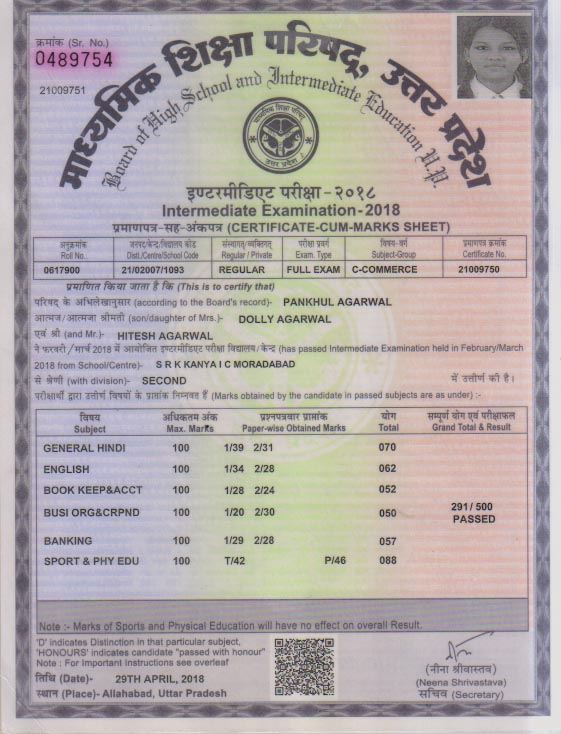 क्रमांक (Sr. No.)
0489754
21009751
माध्यमिक शिक्षा परिषद, उत्तर प्रदेश
Board of High School and Intermediate Education U.P.
माध्यमिक शिक्षा परिषद
उत्तर प्रदेश
इण्टरमीडिएट परीक्षा-२०१८
Intermediate Examination-2018
प्रमाणपत्र-सह-अंकपत्र (CERTIFICATE-CUM-MARKS SHEET)
अनुक्रमांक जनपद/केन्द्र/विद्यालय कोड संस्थागत/व्यक्तिगत परीक्षा प्रवर्ग विषय-वर्ग प्रमाणपत्र क्रमांक
Roll No. Distt./Centre/School Code Regular / Private Exam. Type Subject-Group Certificate No.
0617900 21/02007/1093 REGULAR FULL EXAM C-COMMERCE 21009750
प्रमाणित किया जाता है कि (This is to certify that)
परिषद के अभिलेखानुसार (according to the Board's record)- PANKHUL AGARWAL
आत्मज/आत्मजा श्रीमती (son/daughter of Mrs.)- DOLLY AGARWAL
एवं श्री (and Mr.)- HITESH AGARWAL
ने फरवरी/मार्च 2018 में आयोजित इण्टरमीडिएट परीक्षा विद्यालय/केन्द्र (has passed Intermediate Examination held in February/March
2018 from School/Centre)- S R K KANYA I C MORADABAD
से श्रेणी (with division)- SECOND में उत्तीर्ण की है।
परीक्षार्थी द्वारा उत्तीर्ण विषयों के प्राप्तांक निम्नवत हैं (Marks obtained by the candidate in passed subjects are as under) :-
विषय अधिकतम अंक प्रश्नपत्रवार प्राप्तांक योग सम्पूर्ण योग एवं परीक्षाफल
Subject Max. Marks Paper-wise Obtained Marks Total Grand Total & Result
GENERAL HINDI 100 1/39 2/31 070
ENGLISH 100 1/34 2/28 062
BOOK KEEP&ACCT 100 1/28 2/24 052
BUSI ORG&CRPND 100 1/20 2/30 050 291/500
PASSED
BANKING 100 1/29 2/28 057
SPORT & PHY EDU 100 T/42 P/46 088
Note :- Marks of Sports and Physical Education will have no effect on overall Result.
'D' indicates Distinction in that particular subject,
'HONOURS' indicates candidate "passed with honour"
Note : For Important Instructions see overleaf
तिथि (Date)- 29TH APRIL, 2018
स्थान (Place)- Allahabad, Uttar Pradesh
(नीना श्रीवास्तव)
(Neena Shrivastava)
सचिव (Secretary)